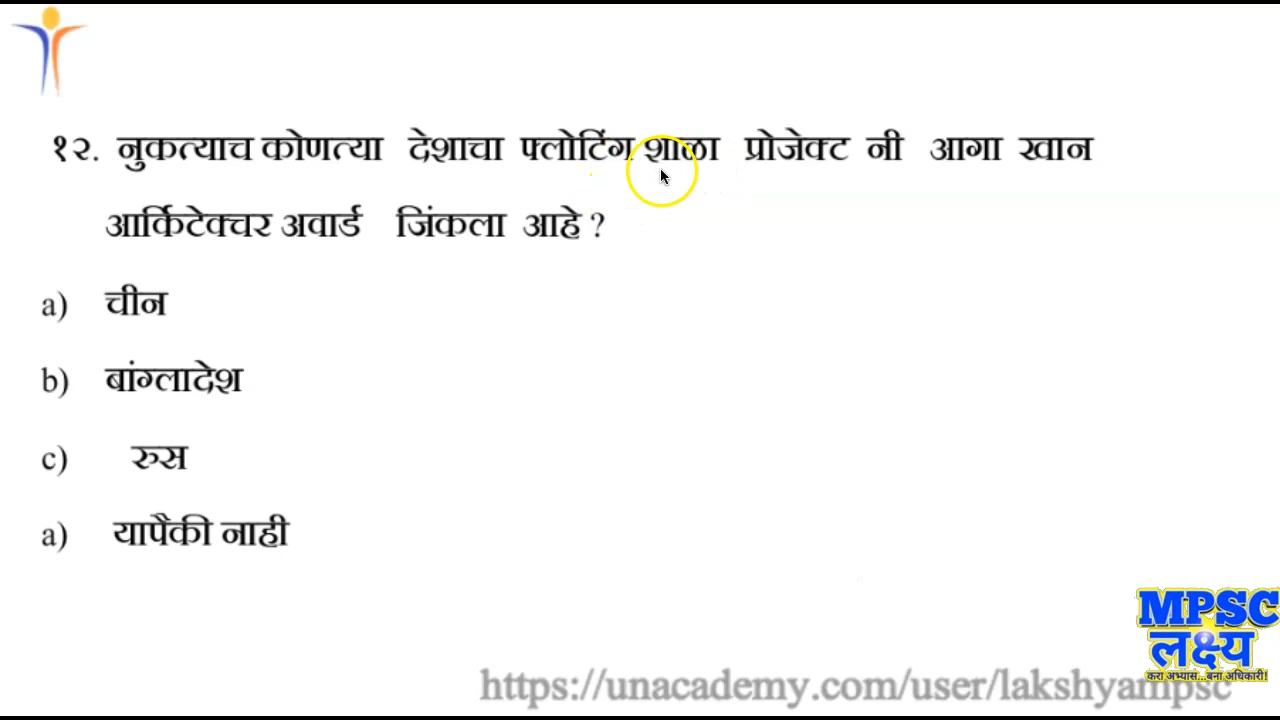 १२. नुकत्याच कोणत्या देशाचा फ्लोटिंग शाळा प्रोजेक्ट नी आगा खान
आर्किटेक्चर अवार्ड जिंकला आहे ?
a) चीन
b) बांग्लादेश
c) रुस
a) यापैकी नाही
MPSC
लक्ष्य
करा अभ्यास...बना अधिकारी!
https://unacademy.com/user/lakshyampsc